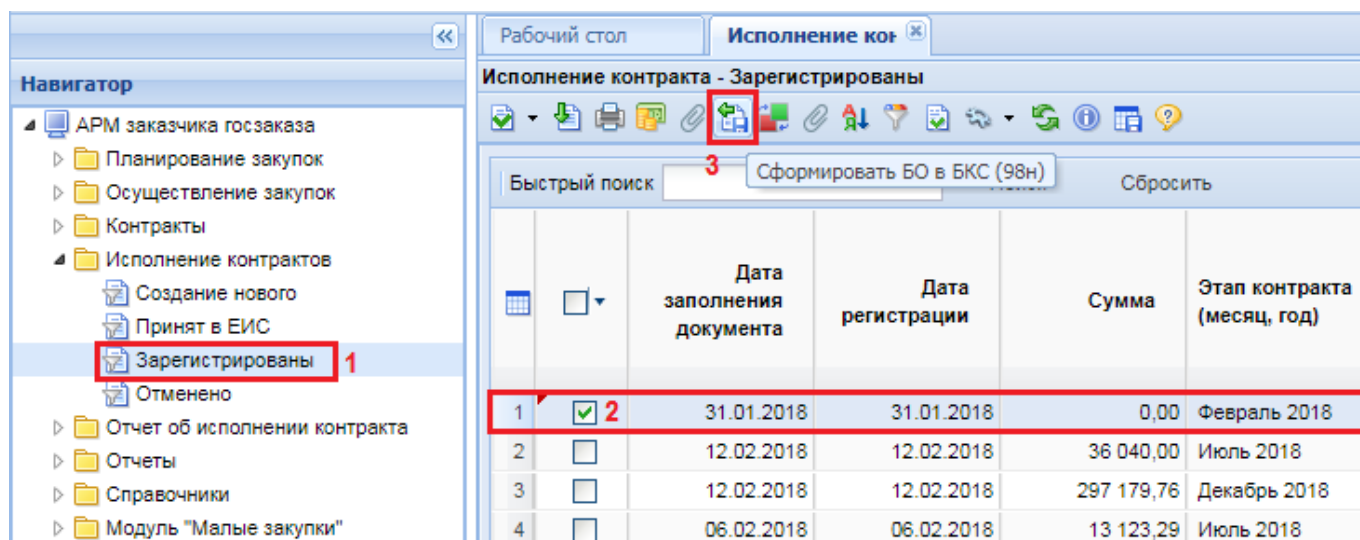 Рабочий стол
Исполнение кон
Навигатор
Исполнение контракта - Зарегистрированы
АРМ заказчика госзаказа
Планирование закупок
Осуществление закупок
Контракты
Исполнение контрактов
Создание нового
Принят в ЕИС
Зарегистрированы 1
Отменено
Отчет об исполнении контракта
Отчеты
Справочники
Модуль "Малые закупки"
3 Сформировать БО в БКС (98н)
Быстрый поиск Сбросить
Дата заполнения документа
Дата регистрации
Сумма
Этап контракта (месяц, год)
1 2 31.01.2018 31.01.2018 0,00 Февраль 2018
2 12.02.2018 12.02.2018 36 040,00 Июль 2018
3 12.02.2018 12.02.2018 297 179,76 Декабрь 2018
4 06.02.2018 06.02.2018 13 123,29 Июль 2018